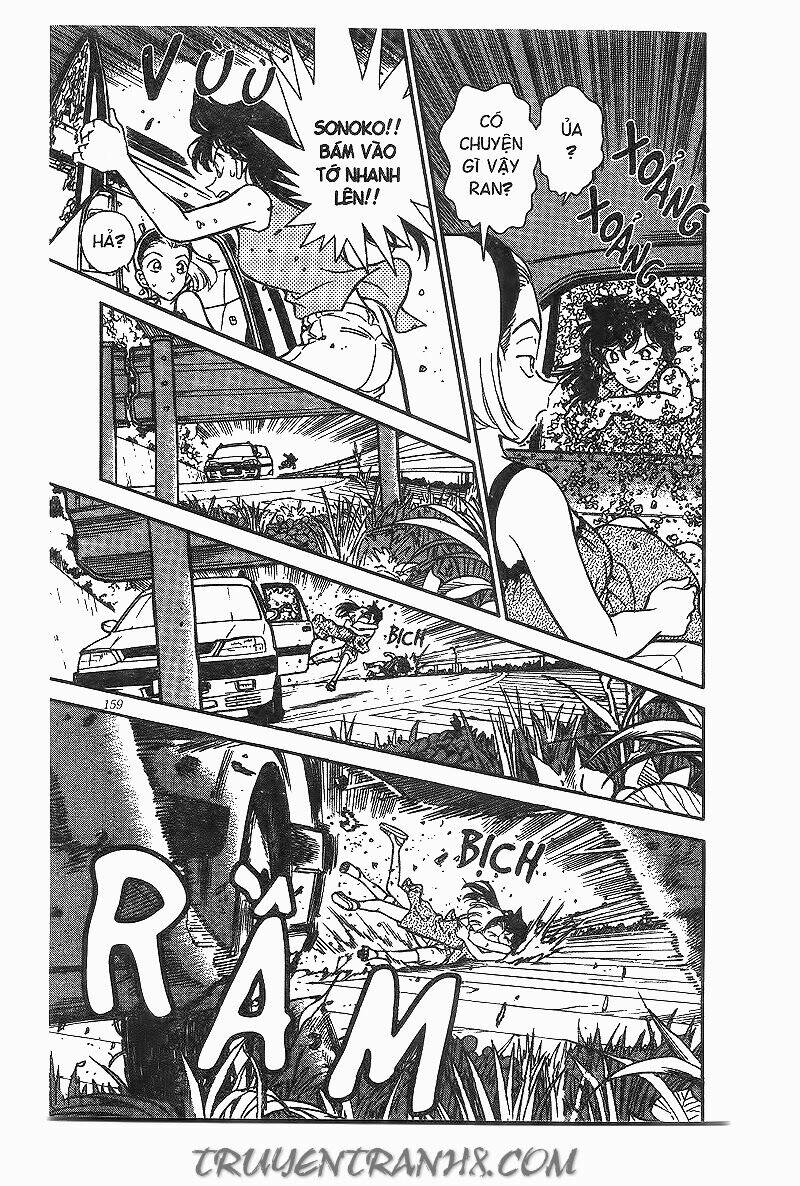 XOẢNG
XOẢNG
ỦA
?
CÓ
CHUYỆN
GÌ VẬY
RAN?
SONOKO!!
BÁM VÀO
TỚ NHANH
LÊN!!
VÙÙ
HẢ?
BỊCH
159
BỊCH
RẦM
TRUYENTRANH8.COM